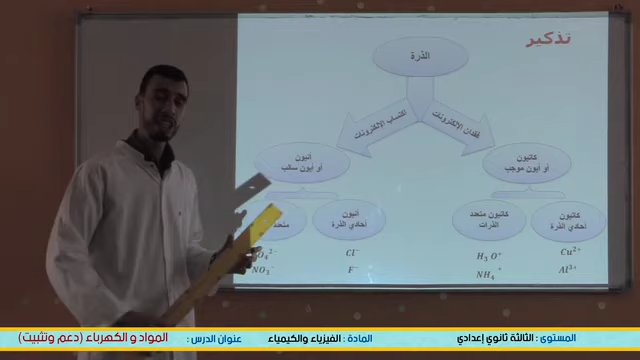 تذكير
الذرة
اكتساب الإلكترونات
فقدان الإلكترونات
أنيون
أو أيون سالب
كاتيون
أو أيون موجب
متعدد
أنيون
أحادي الذرة
كاتيون متعدد
الذرات
كاتيون
أحادي الذرة
SO₄²⁻
Cl⁻
H₃O⁺
Cu²⁺
NO₃⁻
F⁻
NH₄⁺
Al³⁺
المستوى : الثالثة ثانوي إعدادي
المادة : الفيزياء والكيمياء
عنوان الدرس : المواد و الكهرباء (دعم وتثبيت)